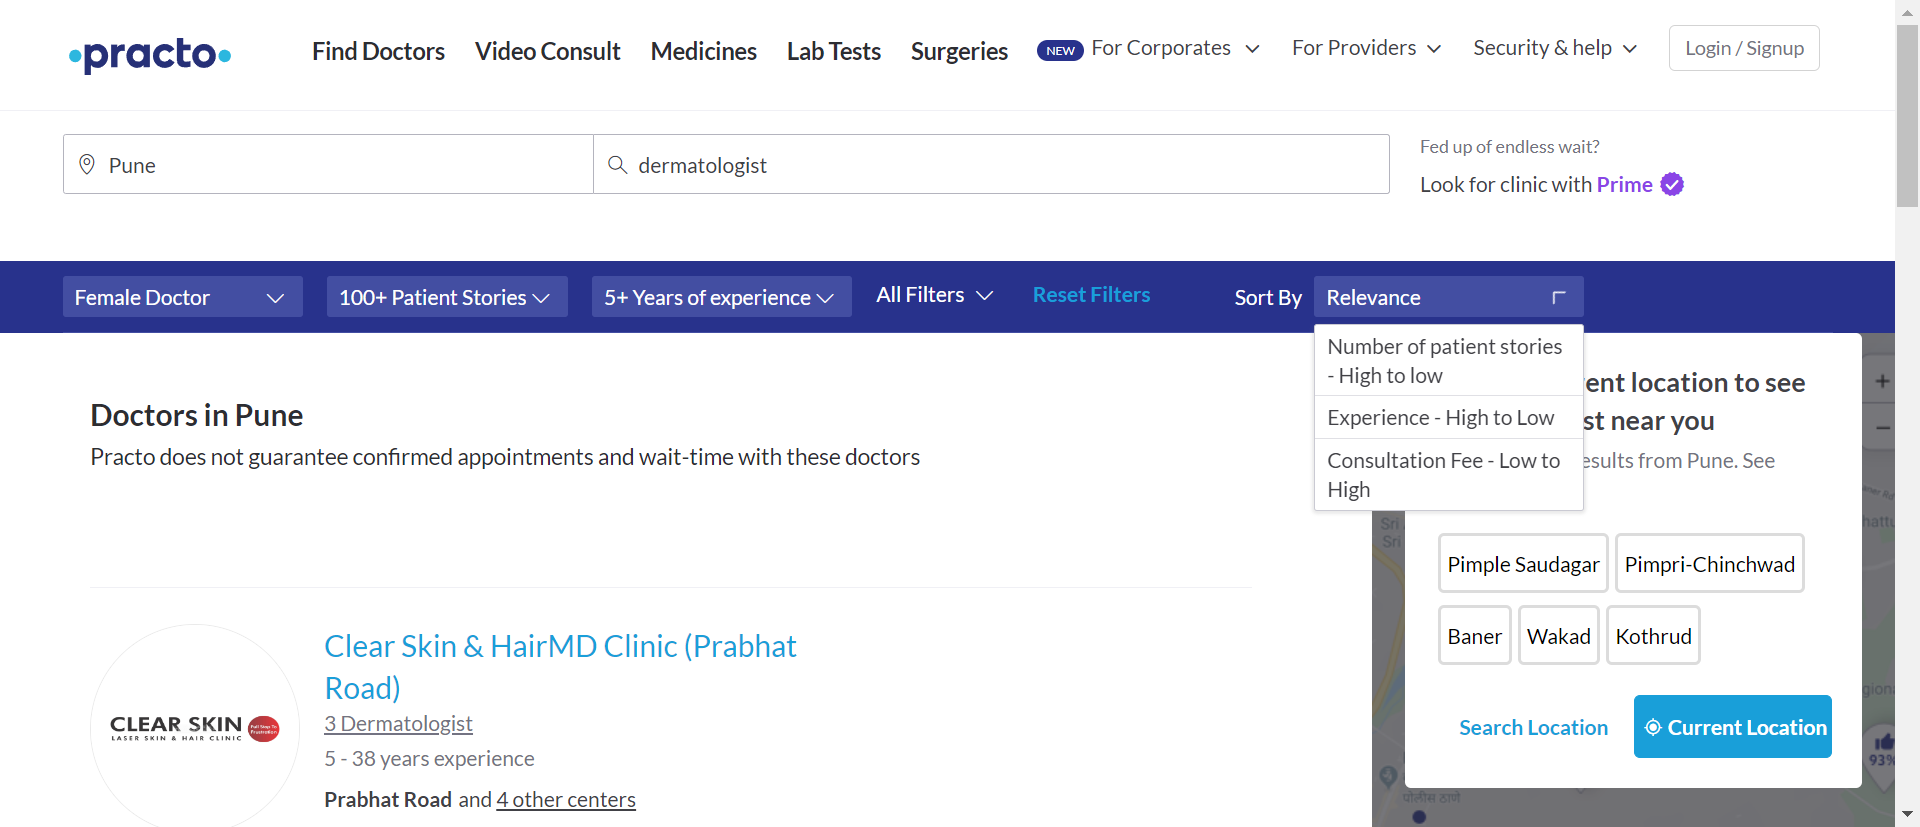 practo
Find Doctors
Video Consult
Medicines
Lab Tests
Surgeries
NEW
For Corporates
For Providers
Security & help
Login / Signup
Pune
dermatologist
Fed up of endless wait?
Look for clinic with Prime
Female Doctor
100+ Patient Stories
5+ Years of experience
All Filters
Reset Filters
Sort By
Relevance
Number of patient stories
- High to low
Experience - High to Low
Consultation Fee - Low to
High
ent location to see
st near you
esults from Pune. See
Doctors in Pune
Practo does not guarantee confirmed appointments and wait-time with these doctors
Pimple Saudagar
Pimpri-Chinchwad
Baner
Wakad
Kothrud
Search Location
Current Location
Clear Skin & HairMD Clinic (Prabhat
Road)
3 Dermatologist
5 - 38 years experience
Prabhat Road and 4 other centers
CLEAR SKIN
LASER SKIN & HAIR CLINIC
Full Stop To
Frustration
Sri
Sri
hattu
gion
93%
पोलीस ठाणे
+
−